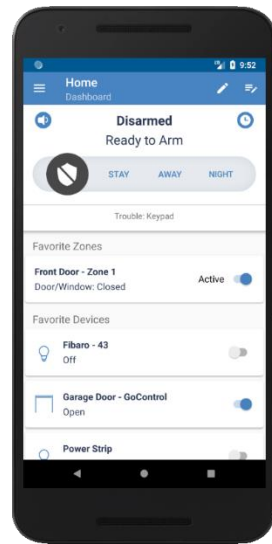 9:52
Home
Dashboard
Disarmed
Ready to Arm
STAY AWAY NIGHT
Trouble: Keypad
Favorite Zones
Front Door - Zone 1
Door/Window: Closed
Active
Favorite Devices
Fibaro - 43
Off
Garage Door - GoControl
Open
Power Strip